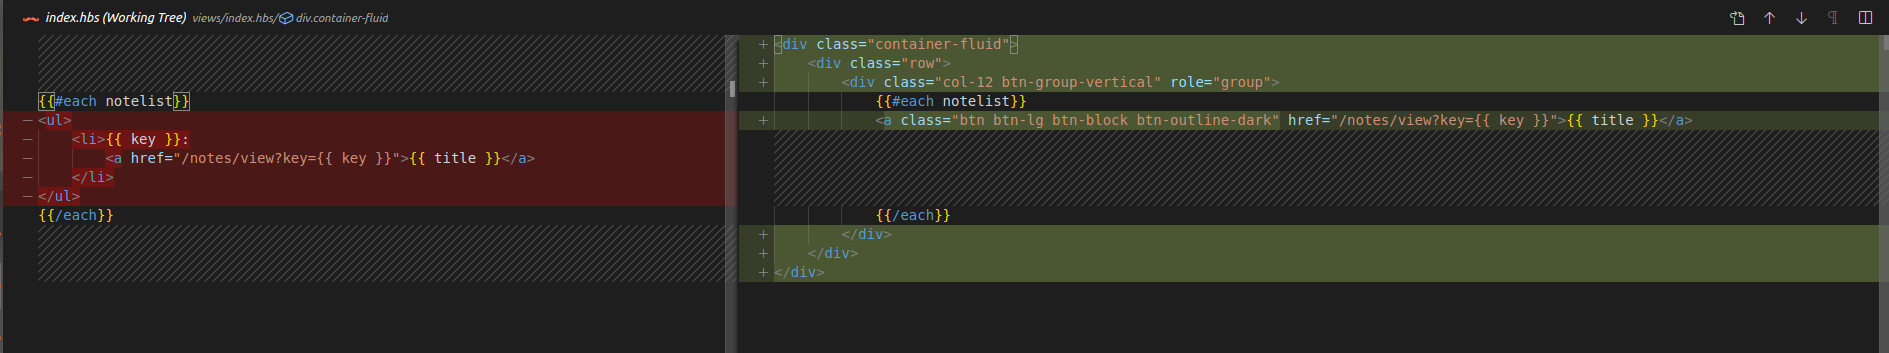 index.hbs (Working Tree) views/index.hbs/div.container-fluid
{{#each notelist}}
— <ul>
— <li>{{ key }}:
— <a href="/notes/view?key={{ key }}">{{ title }}</a>
— </li>
— </ul>
{{/each}}
+ <div class="container-fluid">
+ <div class="row">
+ <div class="col-12 btn-group-vertical" role="group">
{{#each notelist}}
+ <a class="btn btn-lg btn-block btn-outline-dark" href="/notes/view?key={{ key }}">{{ title }}</a>
{{/each}}
+ </div>
+ </div>
+ </div>